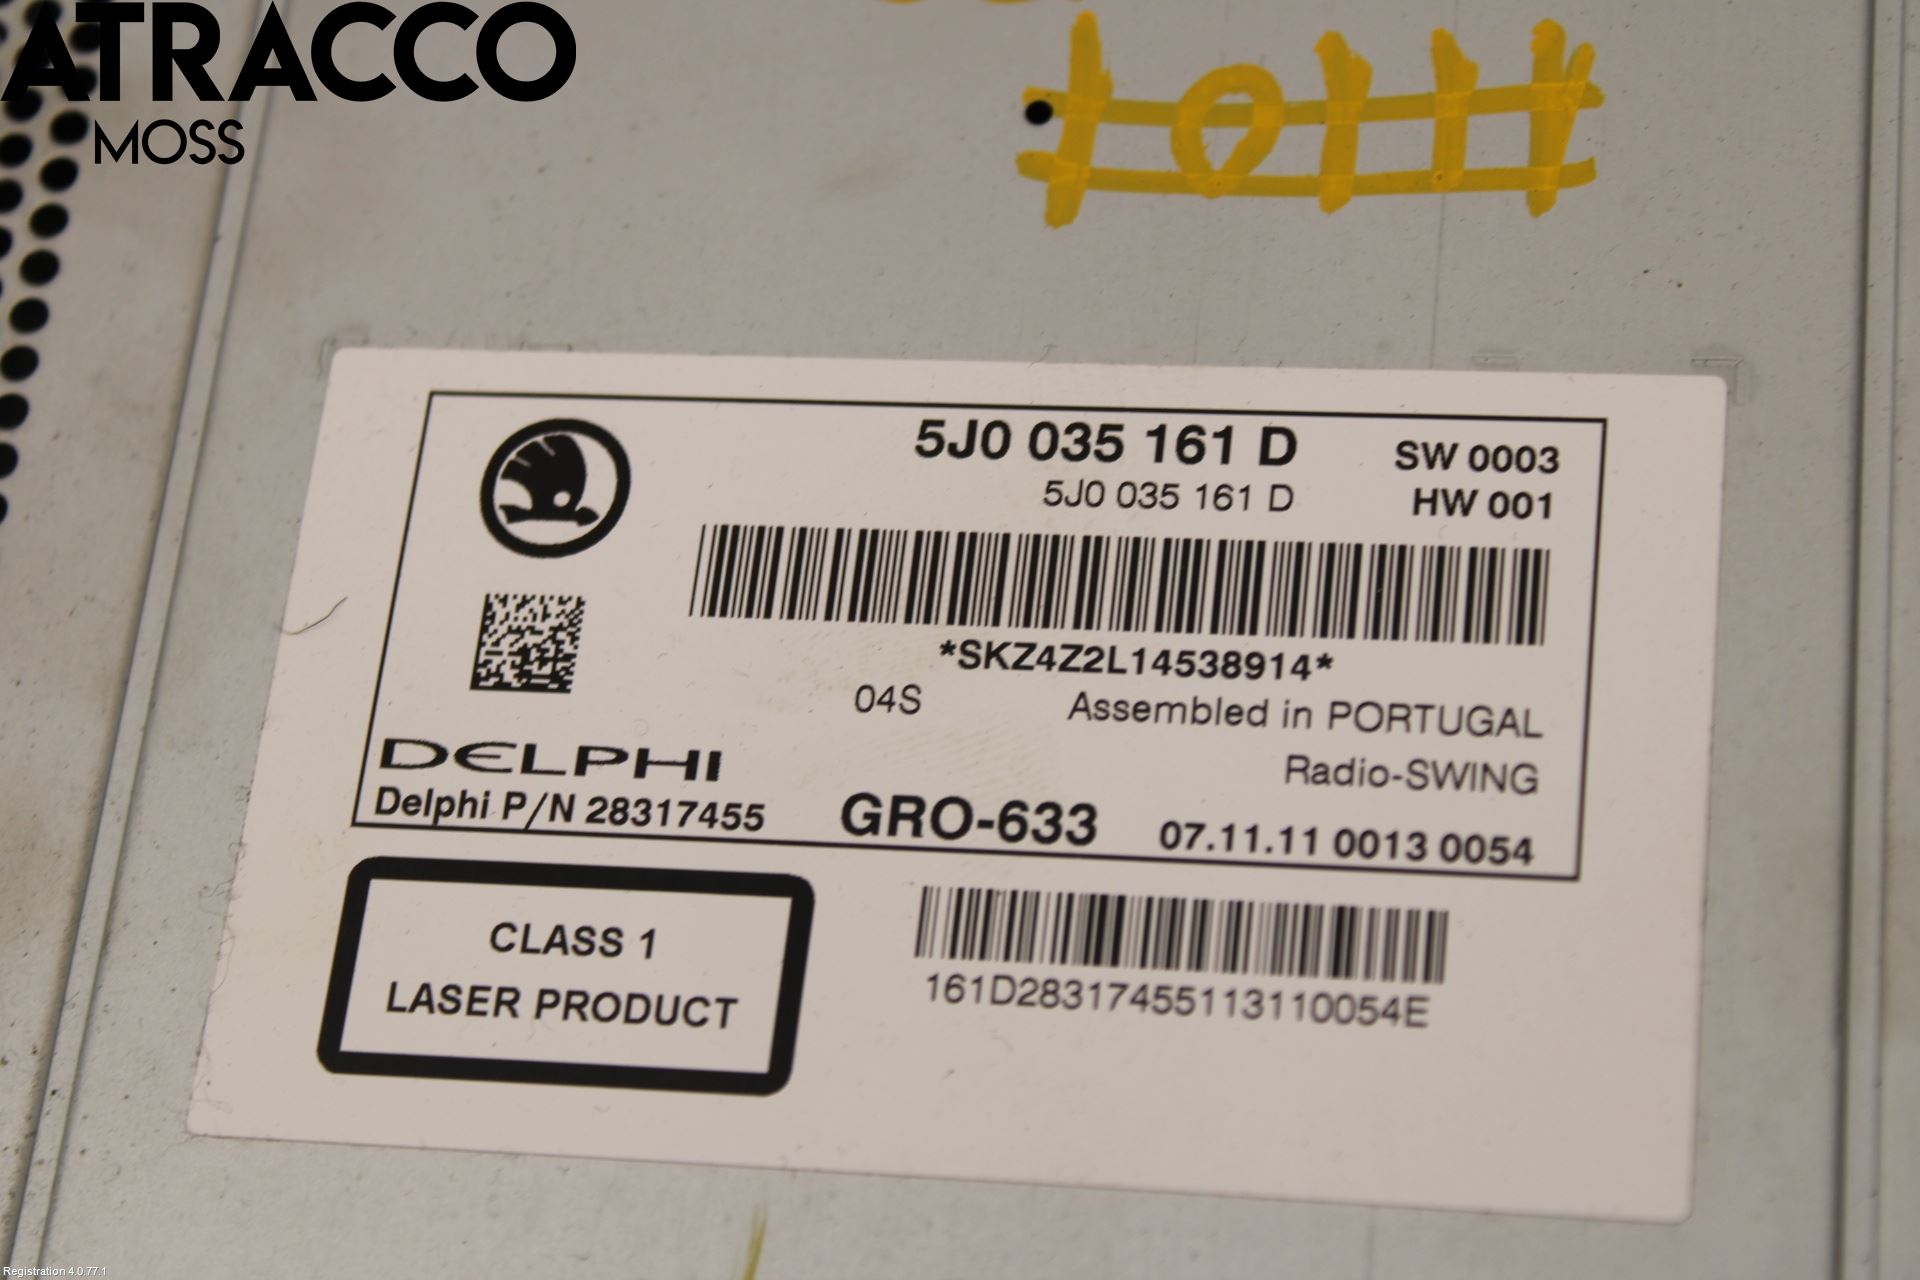 ATRACCO
MOSS
5J0 035 161 D
SW 0003
5J0 035 161 D
HW 001
*SKZ4Z2L14538914*
04S
Assembled in PORTUGAL
Radio-SWING
DELPHI
Delphi P/N 28317455
GRO-633
07.11.11 0013 0054
CLASS 1
LASER PRODUCT
161D28317455113110054E
Registration 4.0.77.1